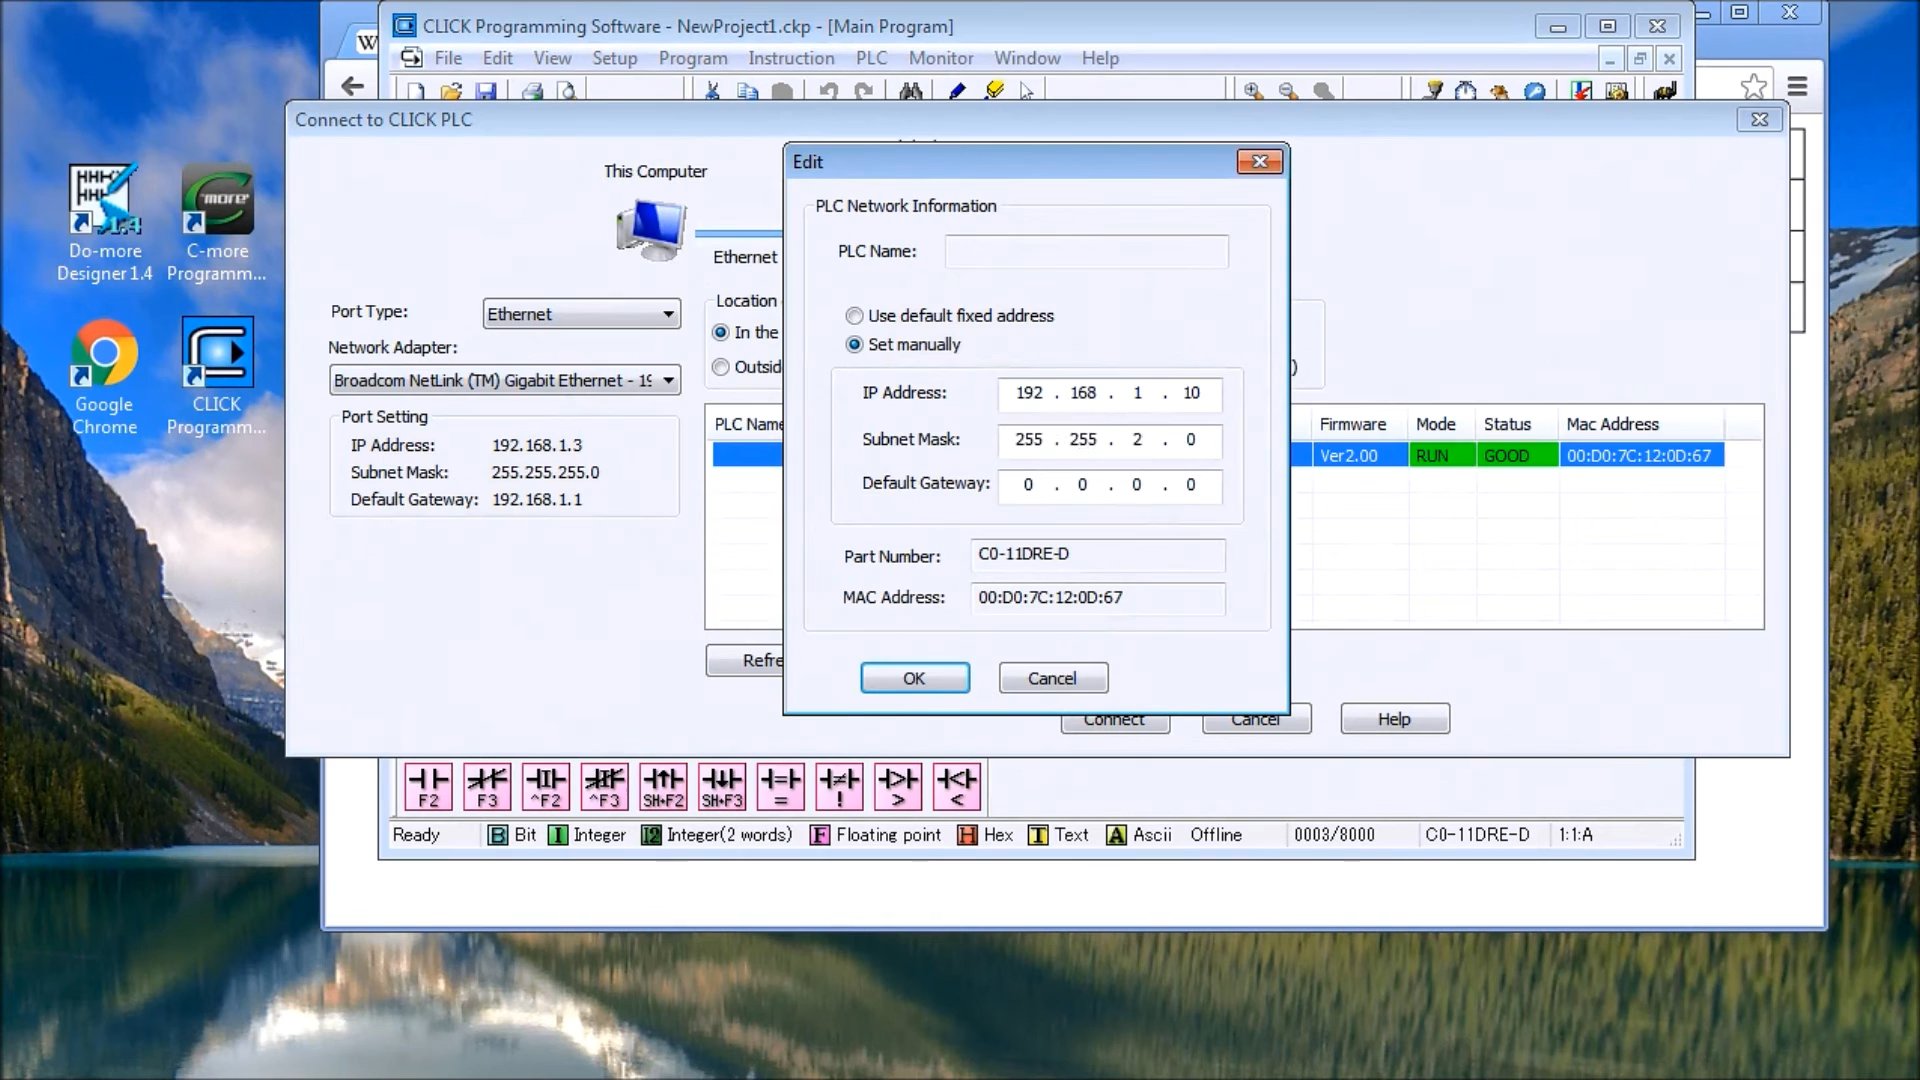 W
CLICK Programming Software - NewProject1.ckp - [Main Program]
File Edit View Setup Program Instruction PLC Monitor Window Help
Connect to CLICK PLC
This Computer
Ethernet
Port Type: Ethernet
Network Adapter:
Broadcom NetLink (TM) Gigabit Ethernet - 19
Port Setting
IP Address: 192.168.1.3
Subnet Mask: 255.255.255.0
Default Gateway: 192.168.1.1
Location
In the
)
PLC Name Firmware Mode Status Mac Address
Ver2.00 RUN GOOD 00:D0:7C:12:0D:67
Connect Cancel Help
Edit
PLC Network Information
PLC Name:
Use default fixed address
Set manually
IP Address: 192 . 168 . 1 . 10
Subnet Mask: 255 . 255 . 2 . 0
Default Gateway: 0 . 0 . 0 . 0
Part Number: C0-11DRE-D
MAC Address: 00:D0:7C:12:0D:67
OK Cancel
Do-more
Designer 1.4
C-more
Programm...
Google
Chrome
CLICK
Programm...
1.4
C more
F2 F3 ^F2 ^F3 SH+F2 SH+F3 = ! > <
Ready B Bit I Integer I2 Integer(2 words) F Floating point H Hex T Text A Ascii Offline 0003/8000 C0-11DRE-D 1:1:A